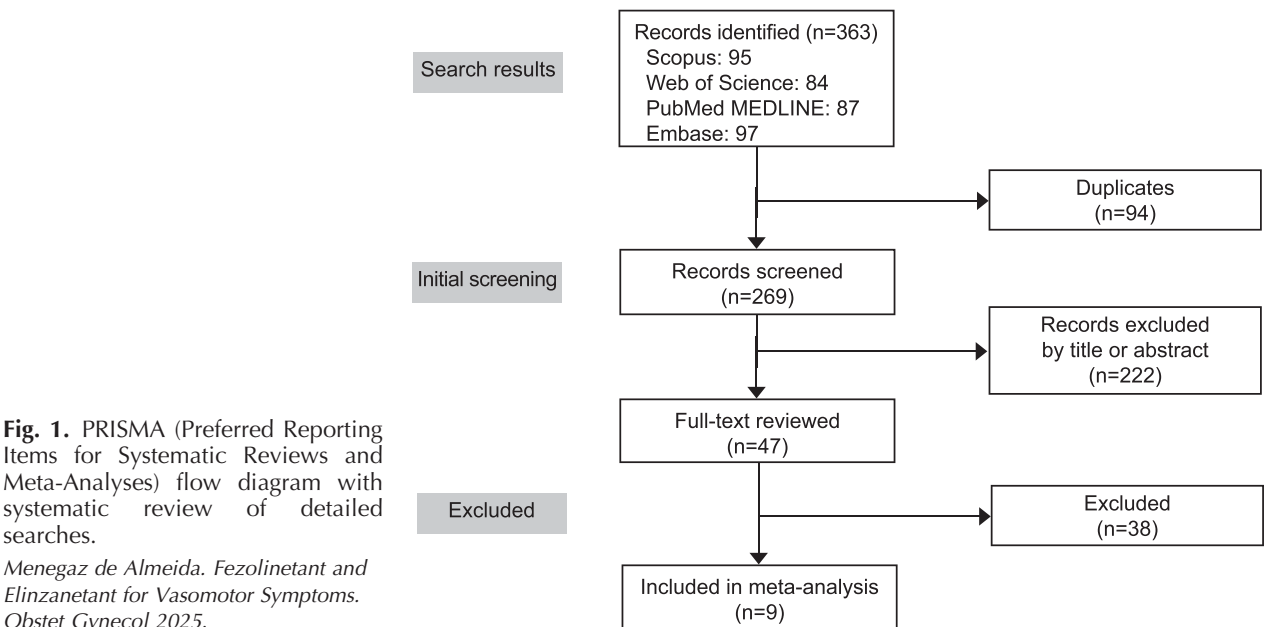 Records identified (n=363)
Scopus: 95
Web of Science: 84
PubMed MEDLINE: 87
Embase: 97
Search results
Duplicates
(n=94)
Initial screening
Records screened
(n=269)
Records excluded
by title or abstract
(n=222)
Full-text reviewed
(n=47)
Excluded
Excluded
(n=38)
Included in meta-analysis
(n=9)
Fig. 1. PRISMA (Preferred Reporting
Items for Systematic Reviews and
Meta-Analyses) flow diagram with
systematic review of detailed
searches.
Menegaz de Almeida. Fezolinetant and
Elinzanetant for Vasomotor Symptoms.
Obstet Gynecol 2025.